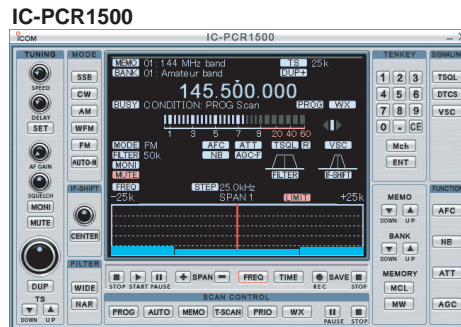 IC-PCR1500
ICOM
IC-PCR1500
TUNING
SPEED
DELAY
SET
AF GAIN
SQUELCH
MONI
MUTE
DUP
TS
DOWN UP
MODE
SSB
CW
AM
WFM
FM
AUTO-M
IF-SHIFT
CENTER
FILTER
WIDE
NAR
MEMO 01: 144 MHz band TS 25k
BANK 01: Amateur band DUP+
145.500.000
BUSY CONDITION: PROG Scan PROG WX
1 3 5 7 9 20 40 60
MODE FM AFC ATT TSQL R VSC
FILTER 50k NB AGC-F
MONI
MUTE FILTER IF-SHIFT
FREQ STEP 25.0kHz
-25k SPAN 1 LIMIT +25k
+ SPAN - FREQ TIME SAVE
STOP START PAUSE REC STOP
SCAN CONTROL
PROG AUTO MEMO T-SCAN PRIO WX
PAUSE STOP
TENKEY
1 2 3
4 5 6
7 8 9
0 . CE
Mch
ENT
MEMO
DOWN UP
BANK
DOWN UP
MEMORY
MCL
MW
SIGNALING
TSQL
DTCS
VSC
FUNCTION
AFC
NB
ATT
AGC